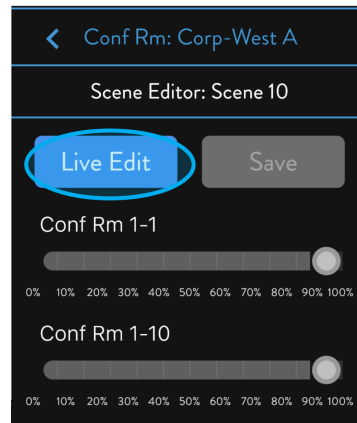 Conf Rm: Corp-West A
Scene Editor: Scene 10
Live Edit Save
Conf Rm 1-1
0% 10% 20% 30% 40% 50% 60% 70% 80% 90% 100%
Conf Rm 1-10
0% 10% 20% 30% 40% 50% 60% 70% 80% 90% 100%